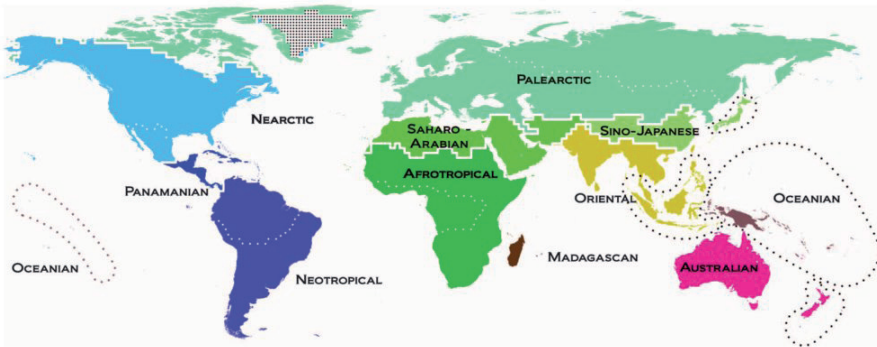 PALEARCTIC
NEARCTIC
SAHARO -
ARABIAN
SINO-JAPANESE
AFROTROPICAL
PANAMANIAN
ORIENTAL
OCEANIAN
MADAGASCAN
OCEANIAN
AUSTRALIAN
NEOTROPICAL